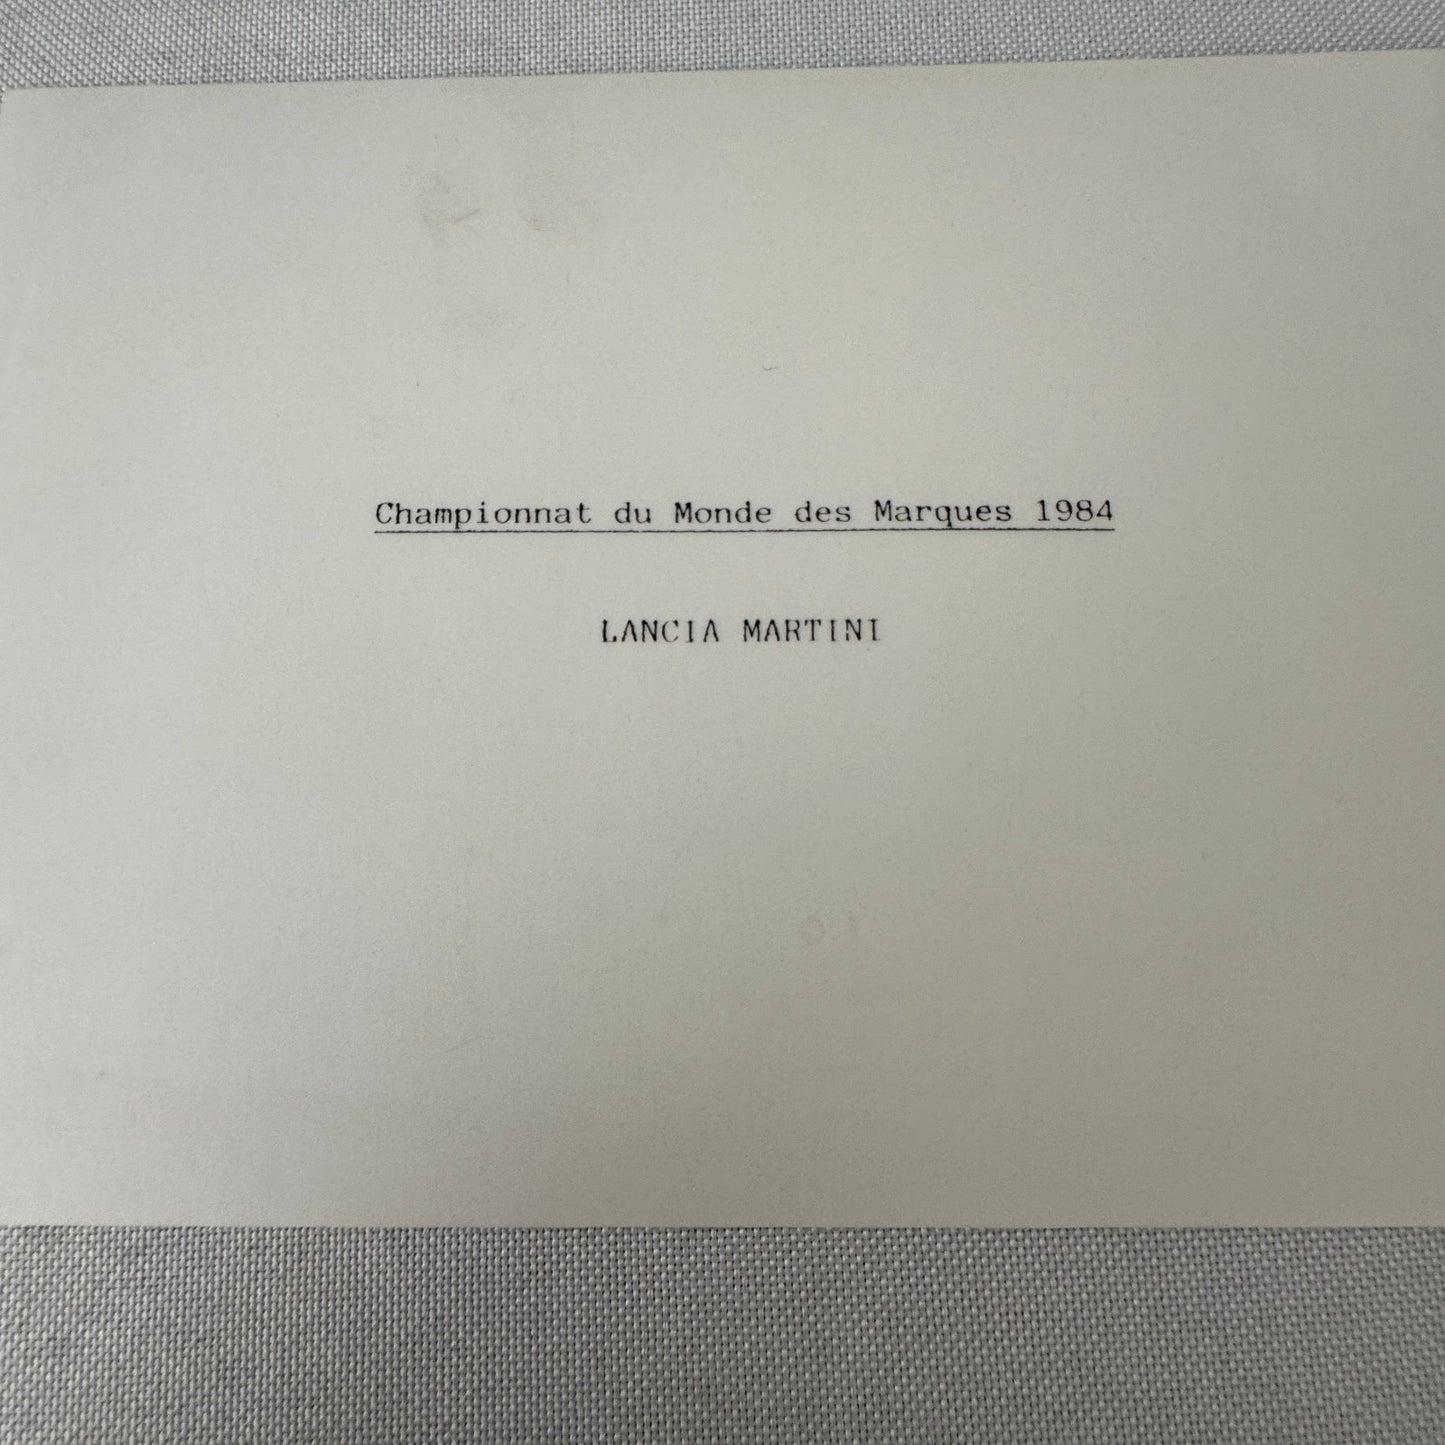 Championnat du Monde des Marques 1984
LANCIA MARTINI